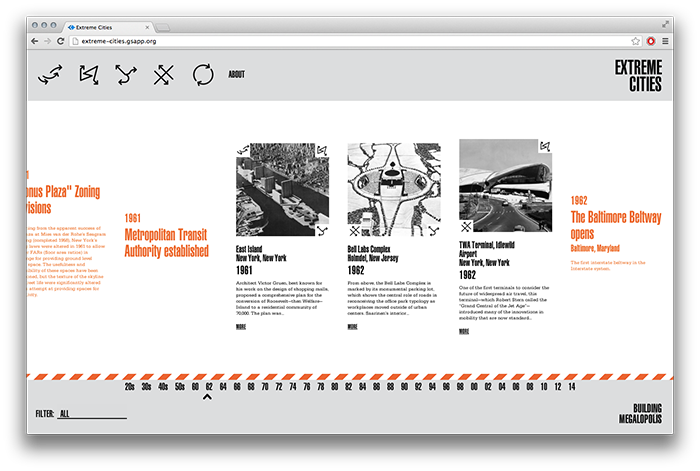 Extreme Cities
extreme-cities.gsapp.org
ABOUT
EXTREME
CITIES
onus Plaza" Zoning
visions
1961
Metropolitan Transit
Authority established
East Island
New York, New York
1961
Architect Victor Gruen, best known for
his work on the design of shopping malls,
proposed a comprehensive plan for the
conversion of Roosevelt—then Welfare—
Island to a residential community of
70,000. The plan was...
MORE
Bell Labs Complex
Holmdel, New Jersey
1962
From above, the Bell Labs Complex is
marked by its monumental parking lot,
which shows the central role of roads in
reinventing the office park typology as
workplaces moved outside of urban
centers. Saarinen's interior...
MORE
TWA Terminal, Idlewild
Airport
New York, New York
1962
One of the first terminals to consider the
future of widespread air travel, this
terminal—which Robert Stern called the
"Grand Central of the Jet Age"—
introduced many of the innovations in
mobility that are now standard...
MORE
1962
The Baltimore Beltway
opens
Baltimore, Maryland
The first interstate beltway in the
Interstate system.
20s 30s 40s 50s 60 62 64 66 68 70 72 74 76 78 80 82 84 86 88 90 92 94 96 98 00 02 04 06 08 10 12 14
FILTER: ALL
BUILDING
MEGALOPOLIS